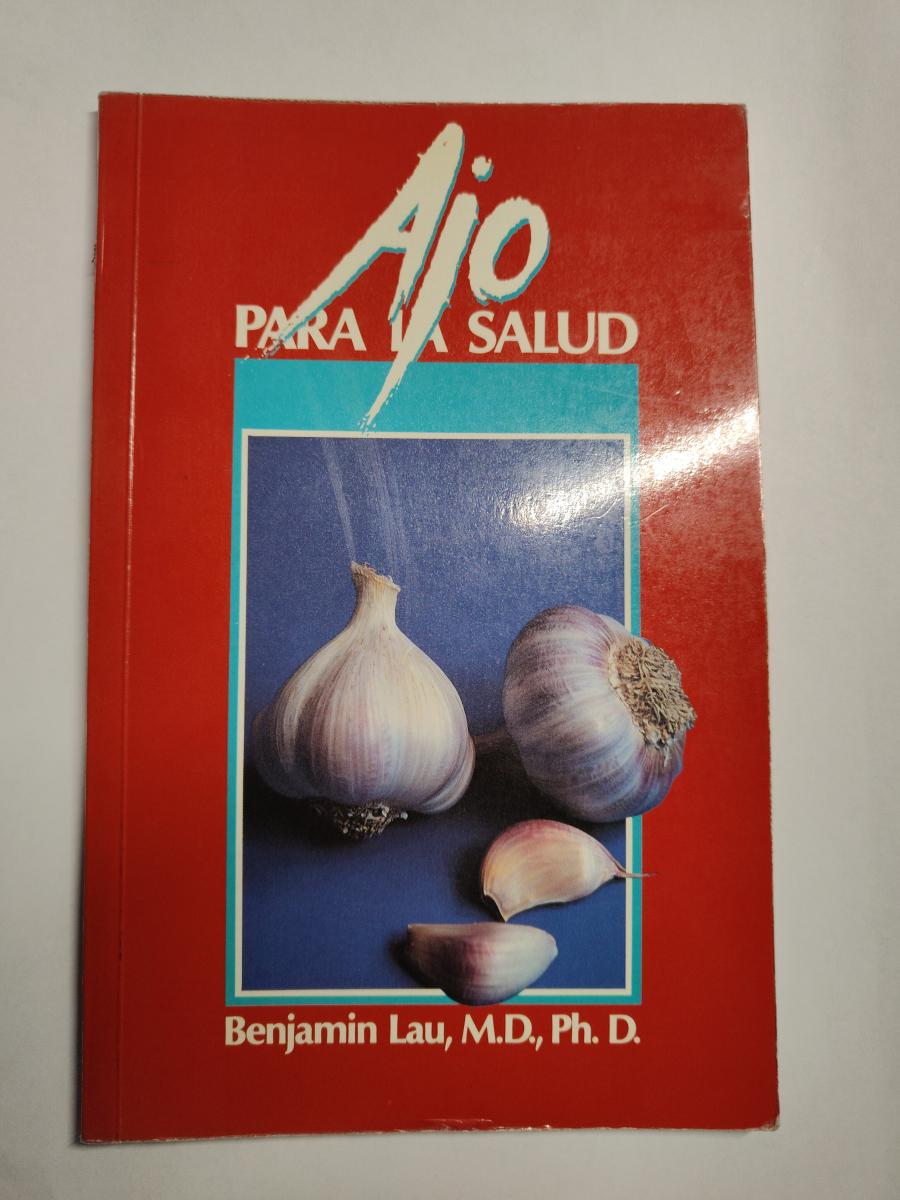 Ajo
PARA LA SALUD
Benjamin Lau, M.D., Ph. D.